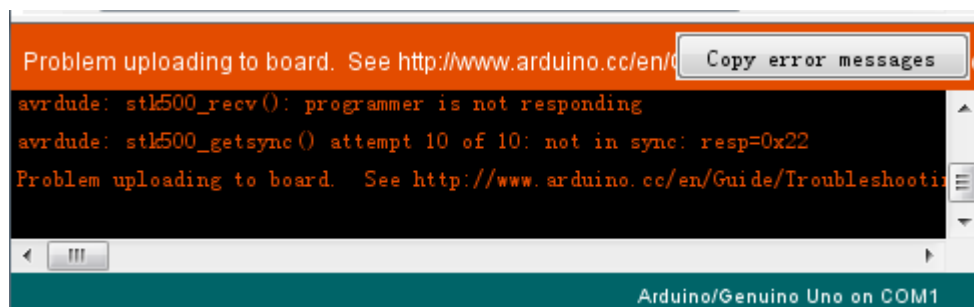 Problem uploading to board. See http://www.arduino.cc/en/
Copy error messages
avrdude: stk500_recv(): programmer is not responding
avrdude: stk500_getsync() attempt 10 of 10: not in sync: resp=0x22
Problem uploading to board. See http://www.arduino.cc/en/Guide/Troubleshooti
Arduino/Genuino Uno on COM1